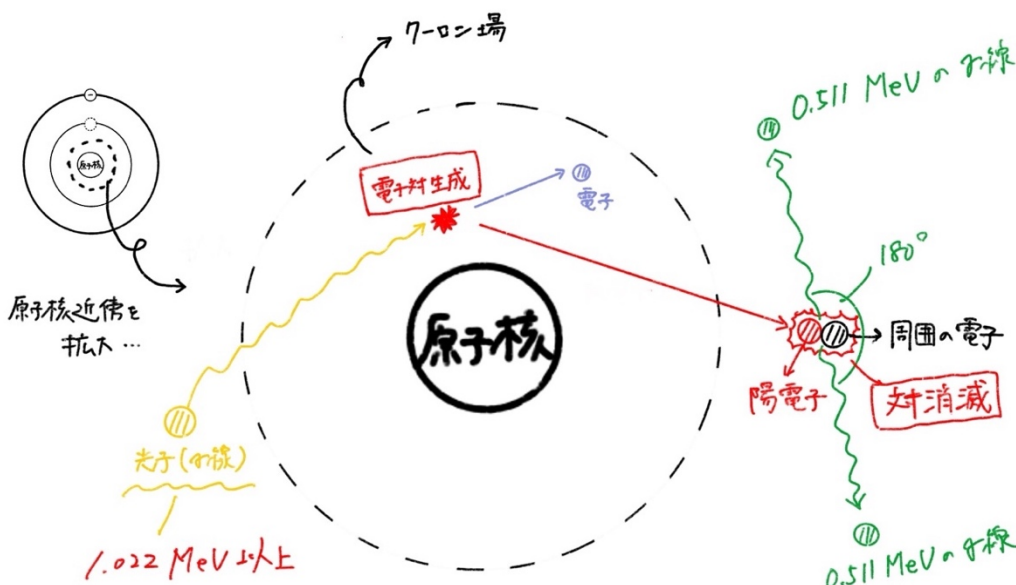 クーロン場
0.511 MeV の γ線
電子対生成
電子
原子核
180°
原子核近傍を
拡大…
原子核
周囲の電子
陽電子
対消滅
光子(γ線)
1.022 MeV 以上
0.511 MeV の γ線